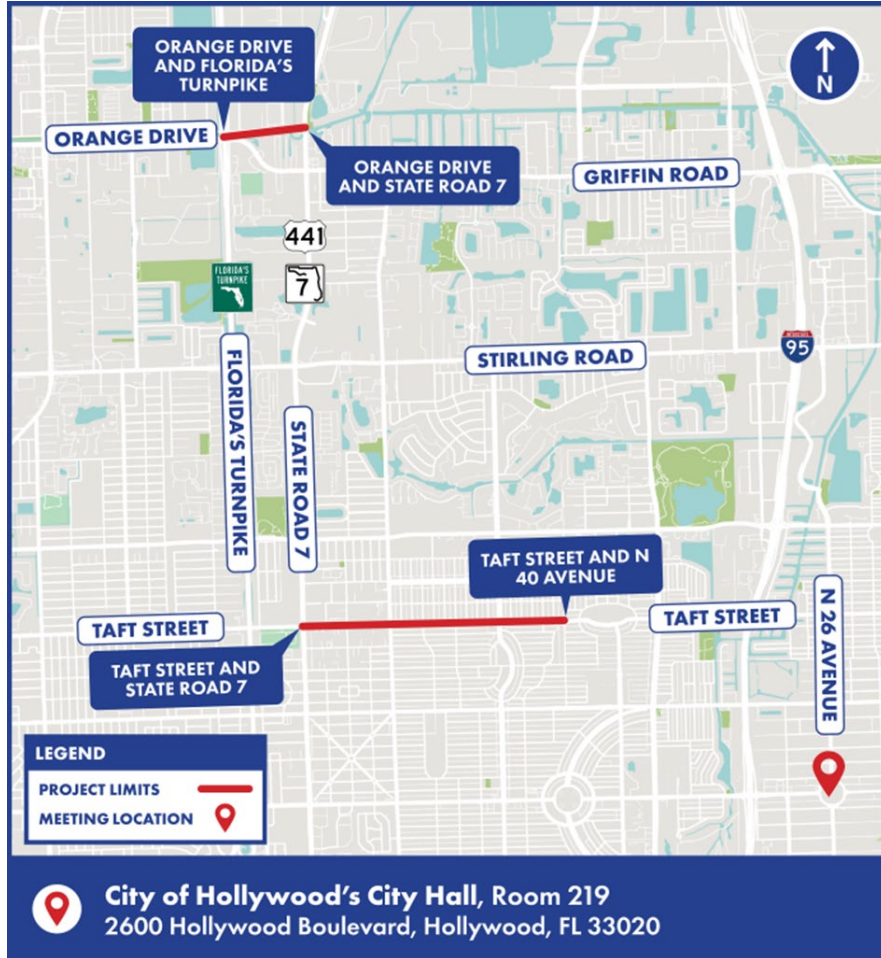 ORANGE DRIVE
AND FLORIDA'S
TURNPIKE
N
ORANGE DRIVE
ORANGE DRIVE
AND STATE ROAD 7
GRIFFIN ROAD
441
FLORIDA'S
TURNPIKE
7
INTERSTATE
95
STIRLING ROAD
FLORIDA'S TURNPIKE
STATE ROAD 7
TAFT STREET AND N
40 AVENUE
N 26 AVENUE
TAFT STREET
TAFT STREET
TAFT STREET AND
STATE ROAD 7
LEGEND
PROJECT LIMITS
MEETING LOCATION
City of Hollywood's City Hall, Room 219
2600 Hollywood Boulevard, Hollywood, FL 33020